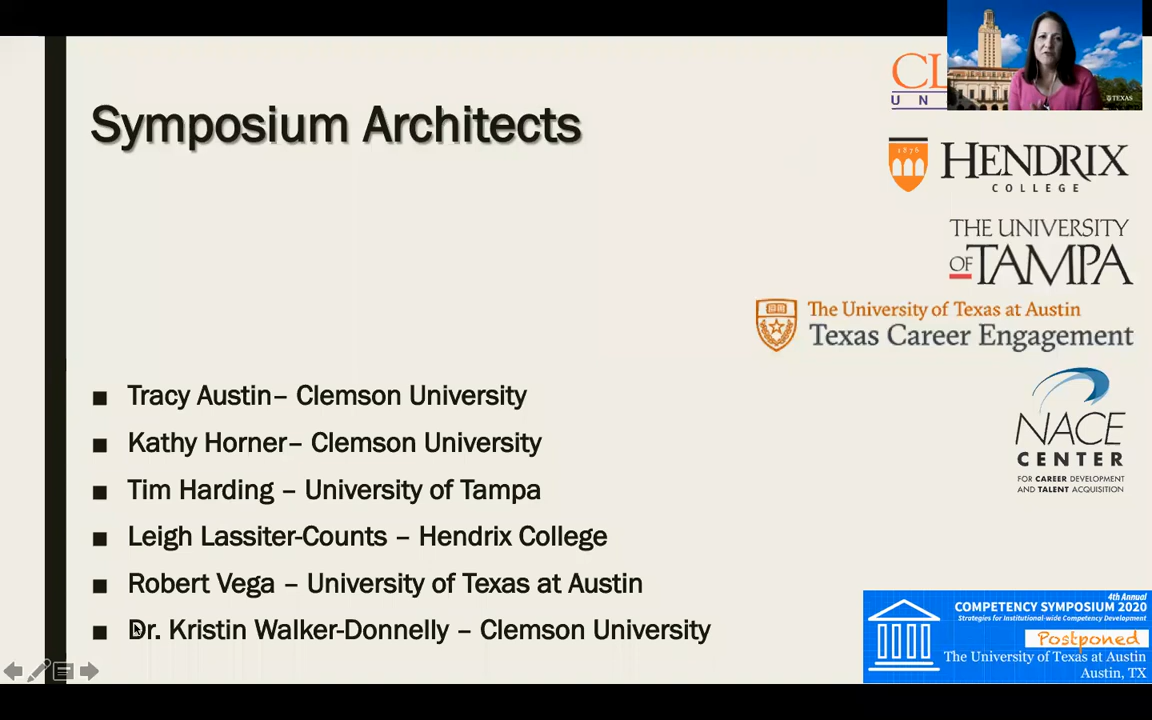 Symposium Architects
CL
UN
TEXAS
1876
HENDRIX
COLLEGE
THE UNIVERSITY
OF TAMPA
The University of Texas at Austin
Texas Career Engagement
NACE
CENTER
FOR CAREER DEVELOPMENT
AND TALENT ACQUISITION
■ Tracy Austin– Clemson University
■ Kathy Horner– Clemson University
■ Tim Harding – University of Tampa
■ Leigh Lassiter-Counts – Hendrix College
■ Robert Vega – University of Texas at Austin
■ Dr. Kristin Walker-Donnelly – Clemson University
4th Annual
COMPETENCY SYMPOSIUM 2020
Strategies for Institutional-wide Competency Development
Postponed
The University of Texas at Austin
Austin, TX